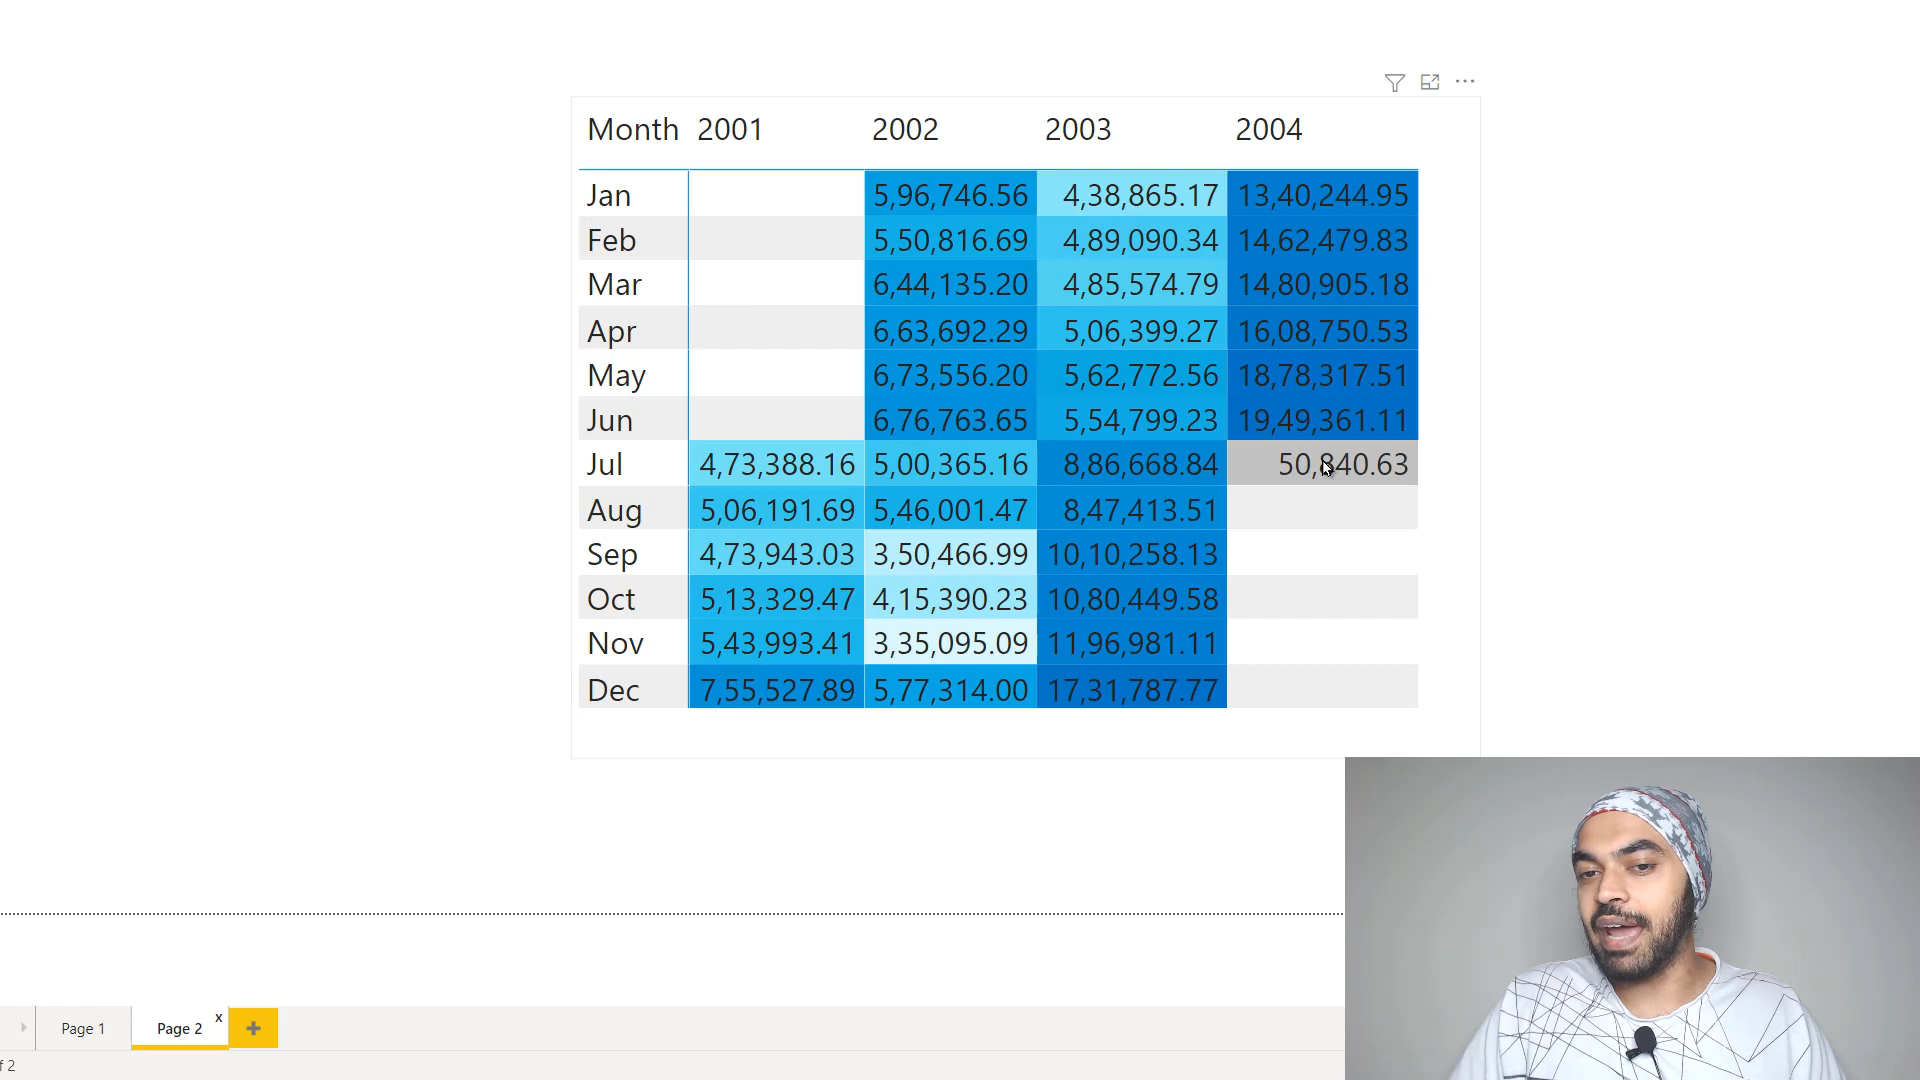 Month 2001 2002 2003 2004
Jan 5,96,746.56 4,38,865.17 13,40,244.95
Feb 5,50,816.69 4,89,090.34 14,62,479.83
Mar 6,44,135.20 4,85,574.79 14,80,905.18
Apr 6,63,692.29 5,06,399.27 16,08,750.53
May 6,73,556.20 5,62,772.56 18,78,317.51
Jun 6,76,763.65 5,54,799.23 19,49,361.11
Jul 4,73,388.16 5,00,365.16 8,86,668.84 50,840.63
Aug 5,06,191.69 5,46,001.47 8,47,413.51
Sep 4,73,943.03 3,50,466.99 10,10,258.13
Oct 5,13,329.47 4,15,390.23 10,80,449.58
Nov 5,43,993.41 3,35,095.09 11,96,981.11
Dec 7,55,527.89 5,77,314.00 17,31,787.77
Page 1 Page 2 x +
f 2